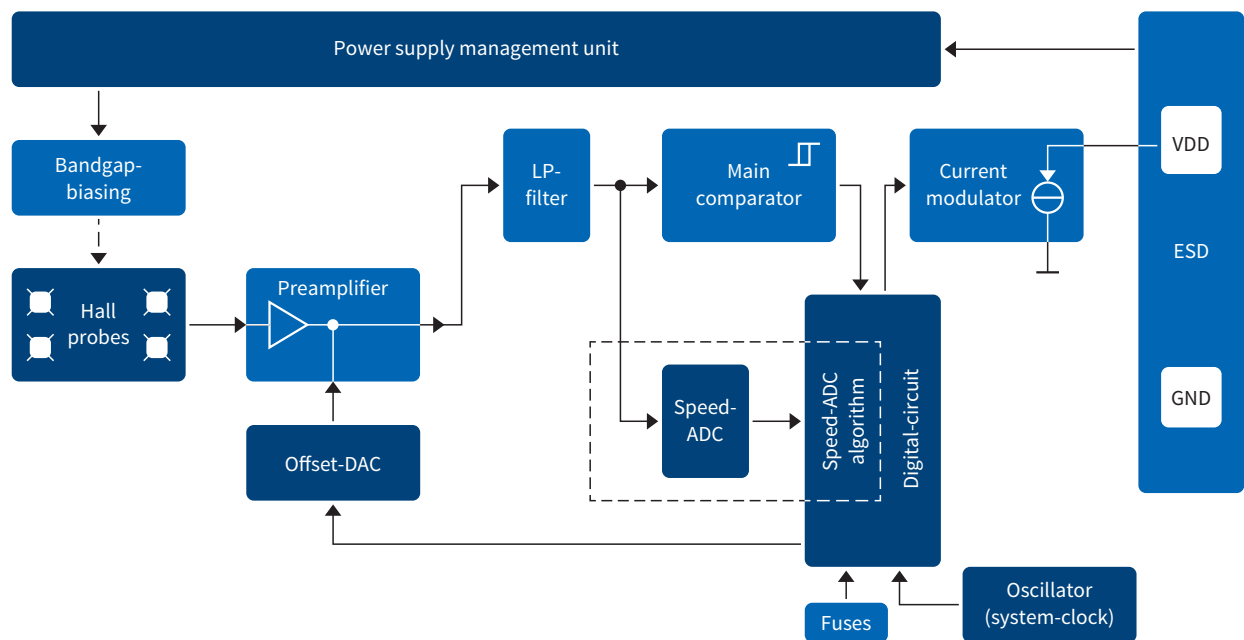 Power supply management unit
Bandgap-
biasing
LP-
filter
Main
comparator
Current
modulator
VDD
ESD
GND
Hall
probes
Preamplifier
Speed-
ADC
Speed-ADC
algorithm
Digital-circuit
Offset-DAC
Fuses
Oscillator
(system-clock)